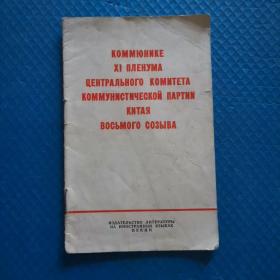 КОММЮНИКЕ
XI ПЛЕНУМА
ЦЕНТРАЛЬНОГО КОМИТЕТА
КОММУНИСТИЧЕСКОЙ ПАРТИИ
КИТАЯ
ВОСЬМОГО СОЗЫВА
ИЗДАТЕЛЬСТВО ЛИТЕРАТУРЫ
НА ИНОСТРАННЫХ ЯЗЫКАХ
ПЕКИН